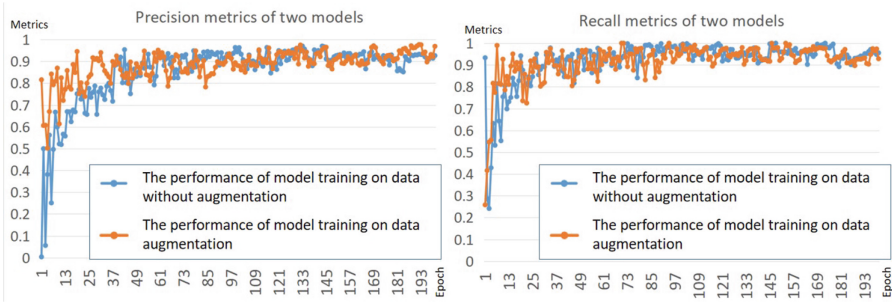 Precision metrics of two models
Metrics
1
0.9
0.8
0.7
0.6
0.5
0.4
0.3
0.2
0.1
0
The performance of model training on data
without augmentation
The performance of model training on data
augmentation
1 13 25 37 49 61 73 85 97 109 121 133 145 157 169 181 193 Epoch
Recall metrics of two models
Metrics
1
0.9
0.8
0.7
0.6
0.5
0.4
0.3
0.2
0.1
0
The performance of model training on data
without augmentation
The performance of model training on data
augmentation
1 13 25 37 49 61 73 85 97 109 121 133 145 157 169 181 193 Epoch